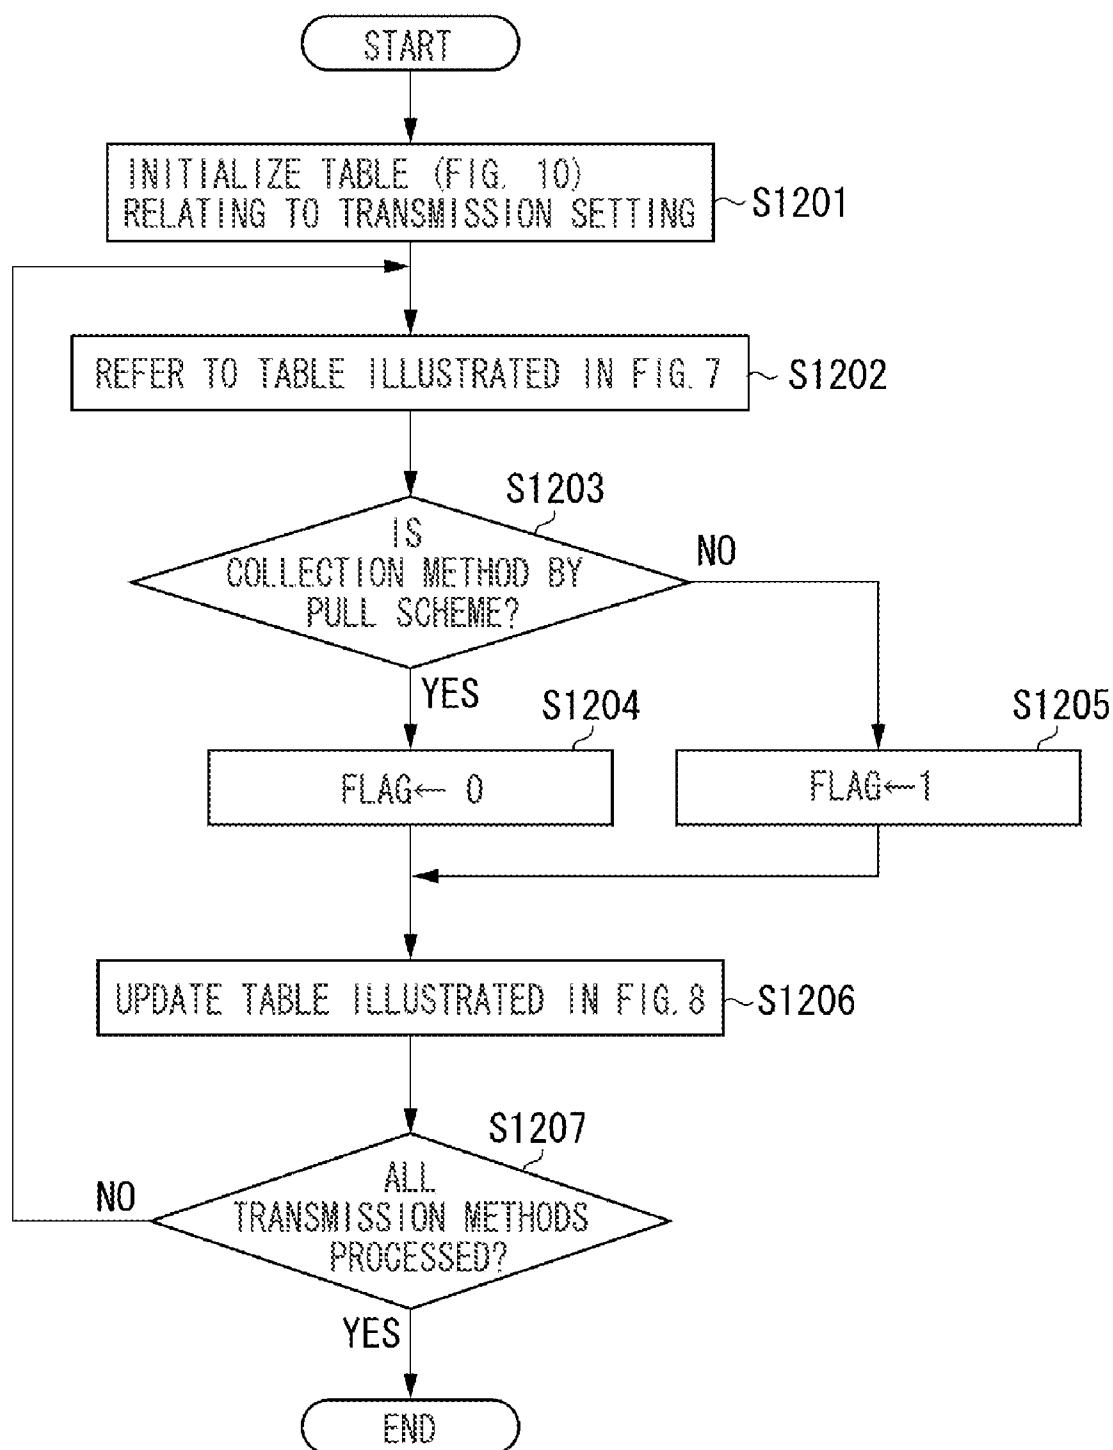 START
INITIALIZE TABLE (FIG. 10)
RELATING TO TRANSMISSION SETTING
S1201
REFER TO TABLE ILLUSTRATED IN FIG. 7
S1202
S1203
IS
COLLECTION METHOD BY
PULL SCHEME?
NO
YES
S1204
S1205
FLAG← 0
FLAG←1
UPDATE TABLE ILLUSTRATED IN FIG. 8
S1206
S1207
ALL
TRANSMISSION METHODS
PROCESSED?
NO
YES
END